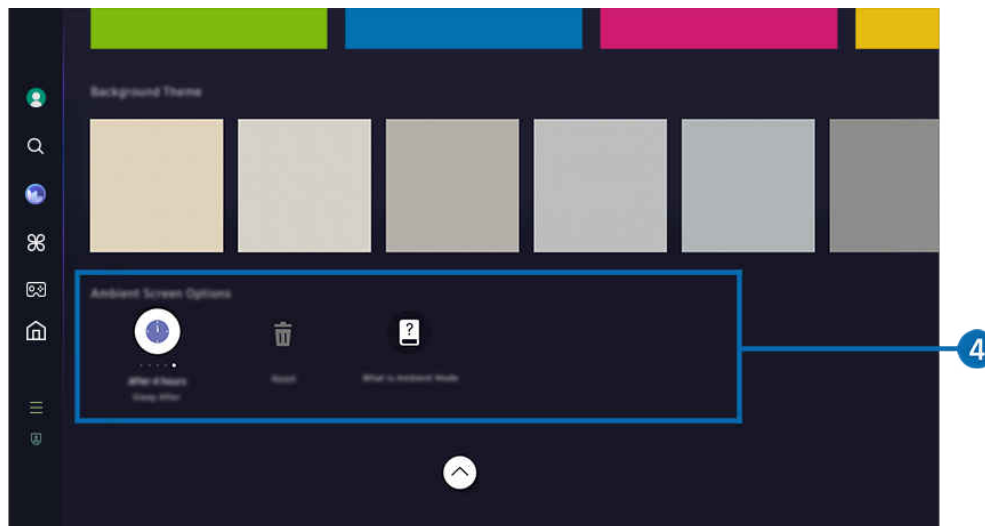 Background Theme
Ambient Screen Options
After 4 hours
Sleep After
Reset
What is Ambient Mode
4